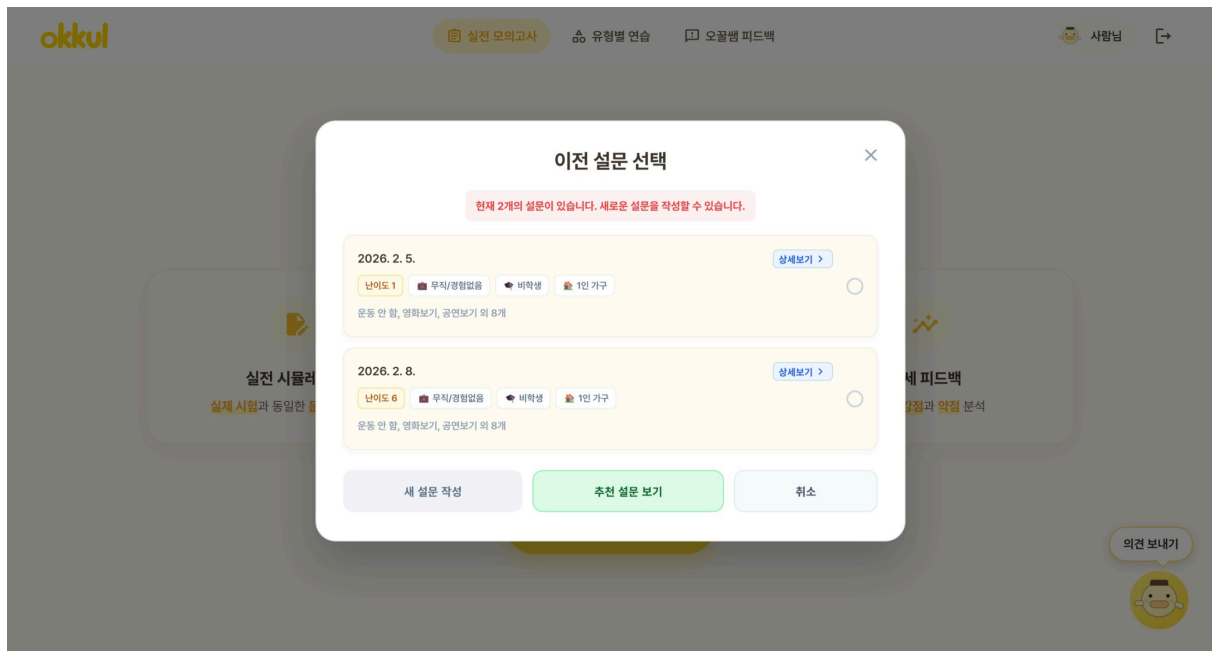 okkul
실전 모의고사
유형별 연습
오꿀쌤 피드백
사람님
이전 설문 선택
현재 2개의 설문이 있습니다. 새로운 설문을 작성할 수 있습니다.
2026. 2. 5.
상세보기 >
난이도 1
무직/경험없음
비학생
1인 가구
운동 안 함, 영화보기, 공연보기 외 8개
2026. 2. 8.
상세보기 >
난이도 6
무직/경험없음
비학생
1인 가구
운동 안 함, 영화보기, 공연보기 외 8개
새 설문 작성
추천 설문 보기
취소
실전
실제 시험과 동일한
피드백
약점 분석
의견 보내기